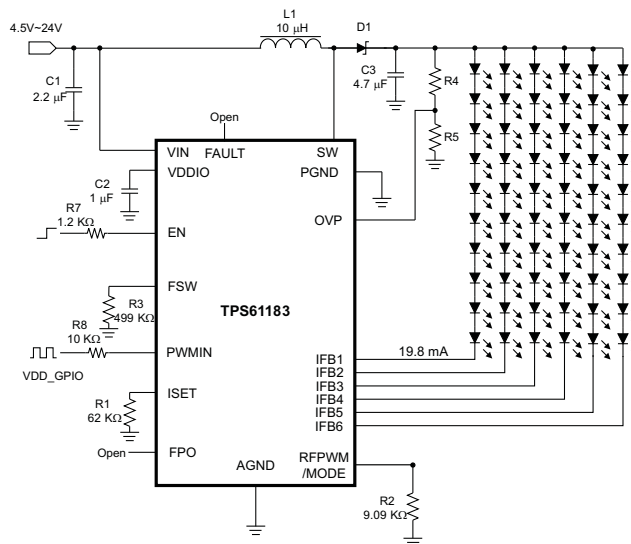 4.5V~24V
L1
10 µH
D1
C1
2.2 µF
C3
4.7 µF
R4
R5
Open
VIN
FAULT
SW
VDDIO
PGND
C2
1 µF
OVP
R7
1.2 KΩ
EN
FSW
R3
499 KΩ
TPS61183
R8
10 KΩ
PWMIN
VDD_GPIO
IFB1
19.8 mA
IFB2
IFB3
IFB4
IFB5
IFB6
ISET
R1
62 KΩ
Open
FPO
AGND
RFPWM
/MODE
R2
9.09 KΩ